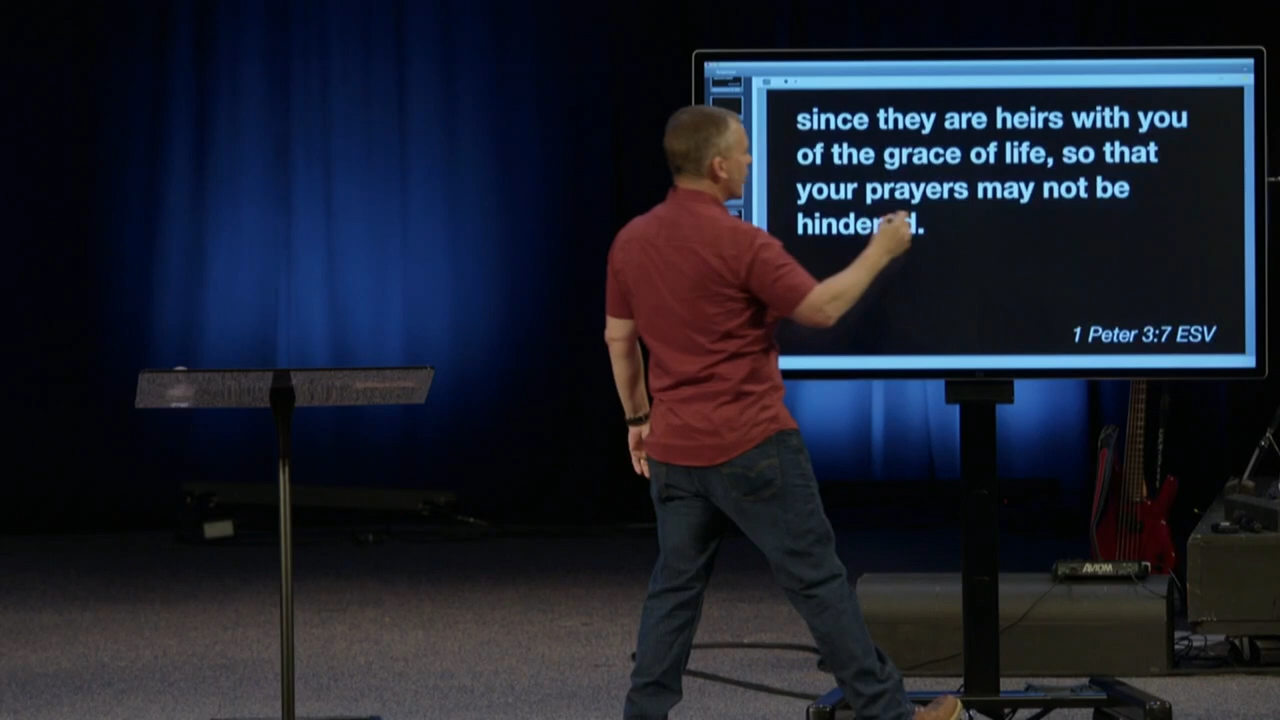 since they are heirs with you
of the grace of life, so that
your prayers may not be
hindered.
1 Peter 3:7 ESV
AVIOM